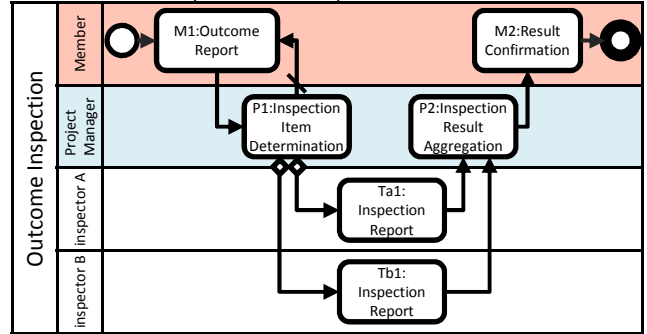 Outcome Inspection
Member
M1:Outcome
Report
M2:Result
Confirmation
Project
Manager
P1:Inspection
Item
Determination
P2:Inspection
Result
Aggregation
inspector A
Ta1:
Inspection
Report
inspector B
Tb1:
Inspection
Report